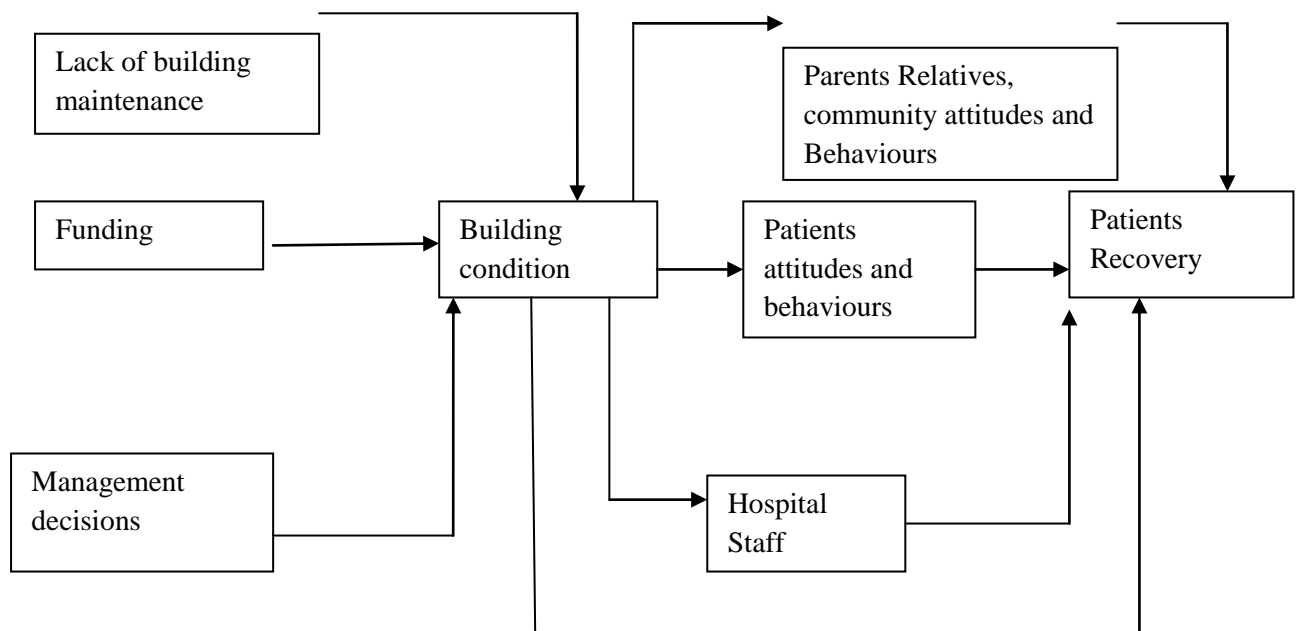 Lack of building
maintenance
Parents Relatives,
community attitudes and
Behaviours
Funding
Building
condition
Patients
attitudes and
behaviours
Patients
Recovery
Management
decisions
Hospital
Staff